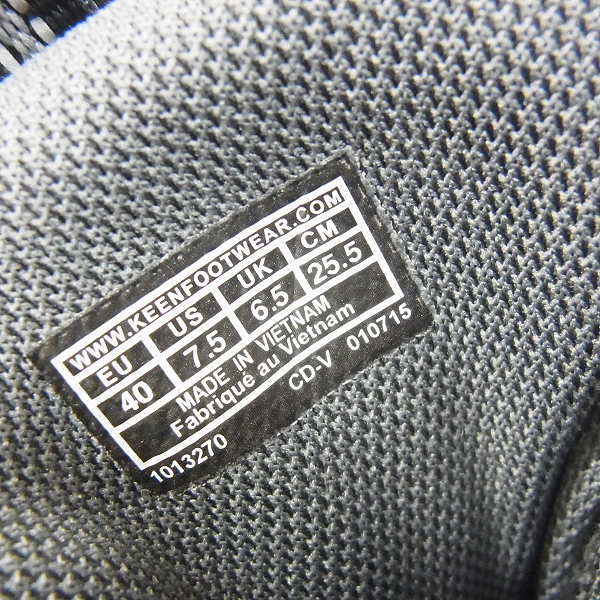 WWW.KEENFOOTWEAR.COM
EU US UK CM
40 7.5 6.5 25.5
MADE IN VIETNAM
Fabriqué au Vietnam
CD-V 010715
1013270